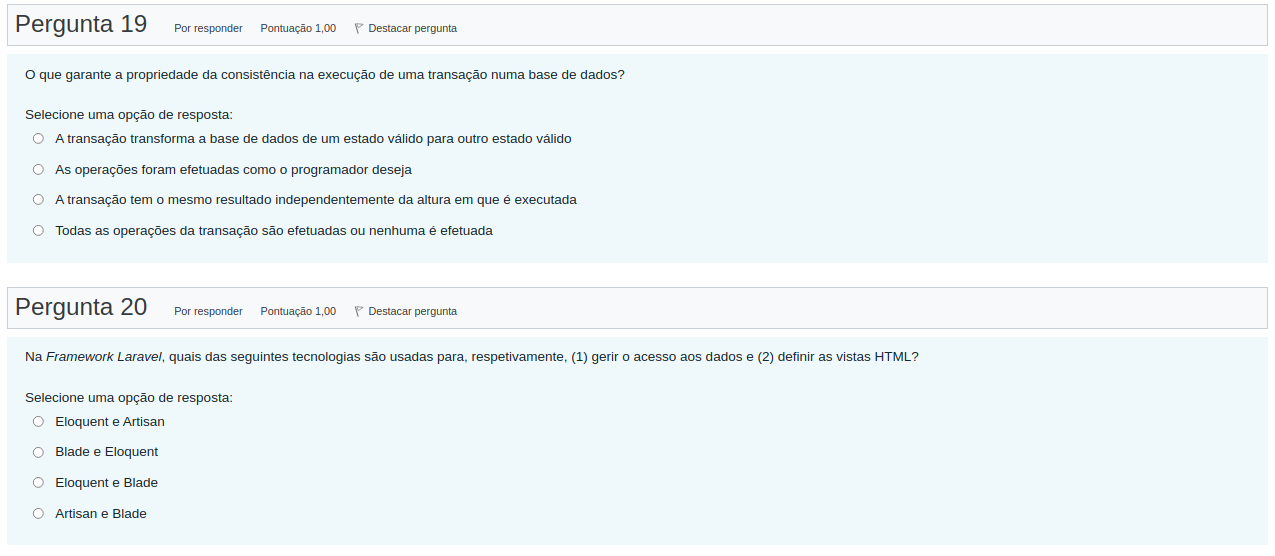 Pergunta 19 Por responder Pontuação 1,00 Destacar pergunta
O que garante a propriedade da consistência na execução de uma transação numa base de dados?
Selecione uma opção de resposta:
A transação transforma a base de dados de um estado válido para outro estado válido
As operações foram efetuadas como o programador deseja
A transação tem o mesmo resultado independentemente da altura em que é executada
Todas as operações da transação são efetuadas ou nenhuma é efetuada
Pergunta 20 Por responder Pontuação 1,00 Destacar pergunta
Na Framework Laravel, quais das seguintes tecnologias são usadas para, respetivamente, (1) gerir o acesso aos dados e (2) definir as vistas HTML?
Selecione uma opção de resposta:
Eloquent e Artisan
Blade e Eloquent
Eloquent e Blade
Artisan e Blade